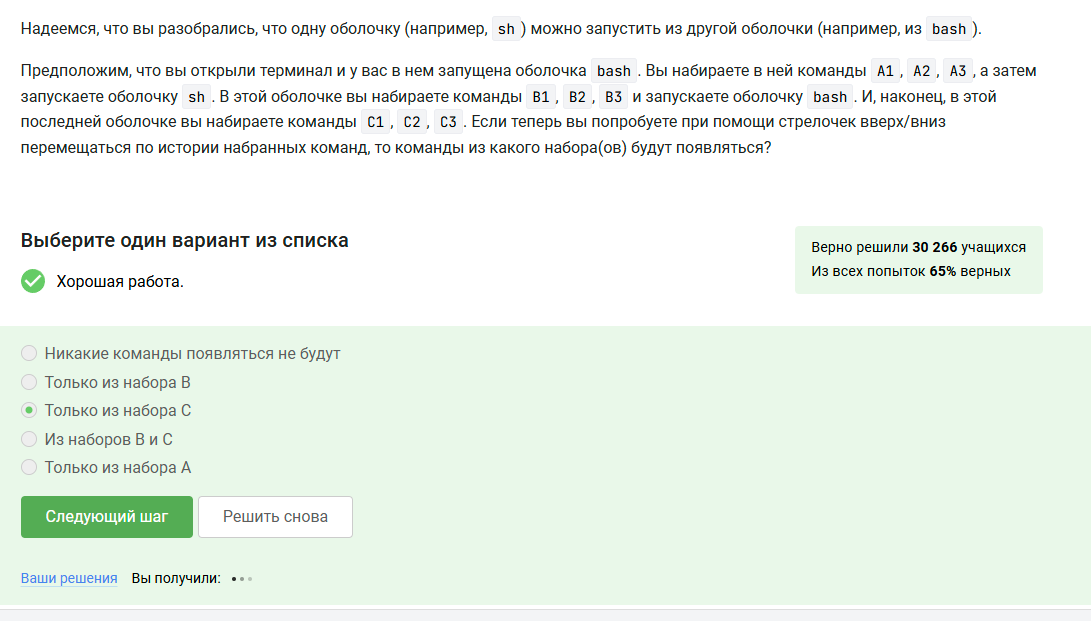 Надеемся, что вы разобрались, что одну оболочку (например, sh ) можно запустить из другой оболочки (например, из bash ).
Предположим, что вы открыли терминал и у вас в нем запущена оболочка bash . Вы набираете в ней команды A1 , A2 , A3 , а затем
запускаете оболочку sh . В этой оболочке вы набираете команды B1 , B2 , B3 и запускаете оболочку bash . И, наконец, в этой
последней оболочке вы набираете команды C1 , C2 , C3 . Если теперь вы попробуете при помощи стрелочек вверх/вниз
перемещаться по истории набранных команд, то команды из какого набора(ов) будут появляться?
Выберите один вариант из списка
Хорошая работа.
Верно решили 30 266 учащихся
Из всех попыток 65% верных
Никакие команды появляться не будут
Только из набора B
Только из набора C
Из наборов B и C
Только из набора A
Следующий шаг
Решить снова
Ваши решения Вы получили: